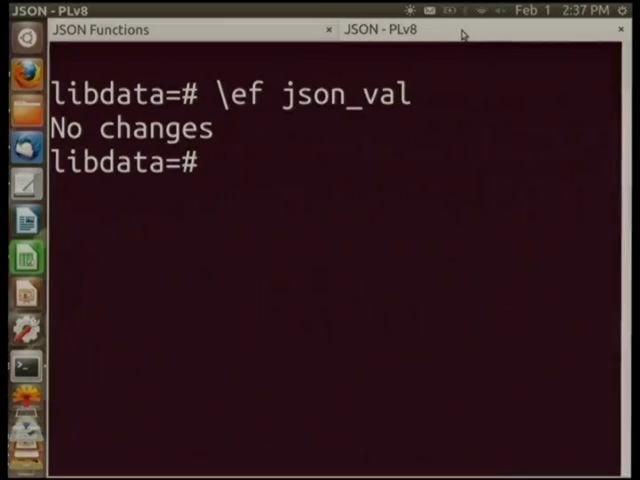 JSON - PLv8
Feb 1 2:37 PM
JSON Functions × JSON - PLv8 ×
libdata=# \ef json_val
No changes
libdata=#